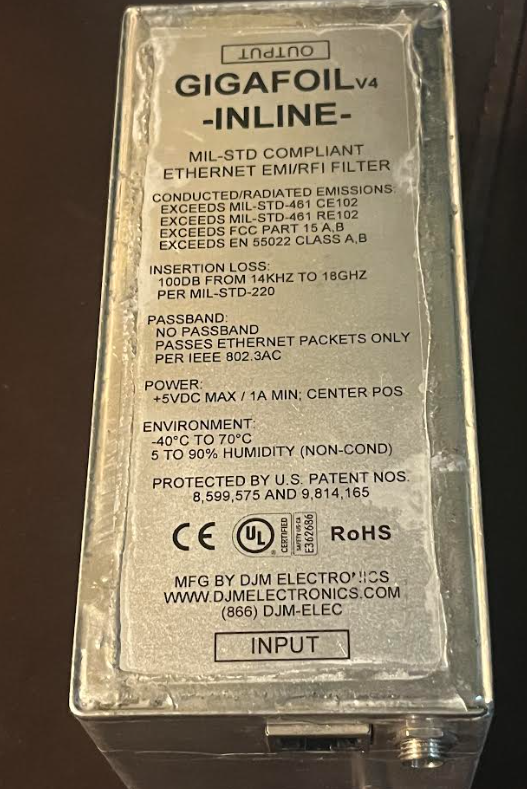 OUTPUT
GIGAFOILV4
-INLINE-
MIL-STD COMPLIANT
ETHERNET EMI/RFI FILTER
CONDUCTED/RADIATED EMISSIONS:
EXCEEDS MIL-STD-461 CE102
EXCEEDS MIL-STD-461 RE102
EXCEEDS FCC PART 15 A,B
EXCEEDS EN 55022 CLASS A,B
INSERTION LOSS:
100DB FROM 14KHZ TO 18GHZ
PER MIL-STD-220
PASSBAND:
NO PASSBAND
PASSES ETHERNET PACKETS ONLY
PER IEEE 802.3AC
POWER:
+5VDC MAX / 1A MIN; CENTER POS
ENVIRONMENT:
-40°C TO 70°C
5 TO 90% HUMIDITY (NON-COND)
PROTECTED BY U.S. PATENT NOS.
8,599,575 AND 9,814,165
CE UL CERTIFIED SAFETY US CA E362686 RoHS
MFG BY DJM ELECTRONICS
WWW.DJMELECTRONICS.COM
(866) DJM-ELEC
INPUT